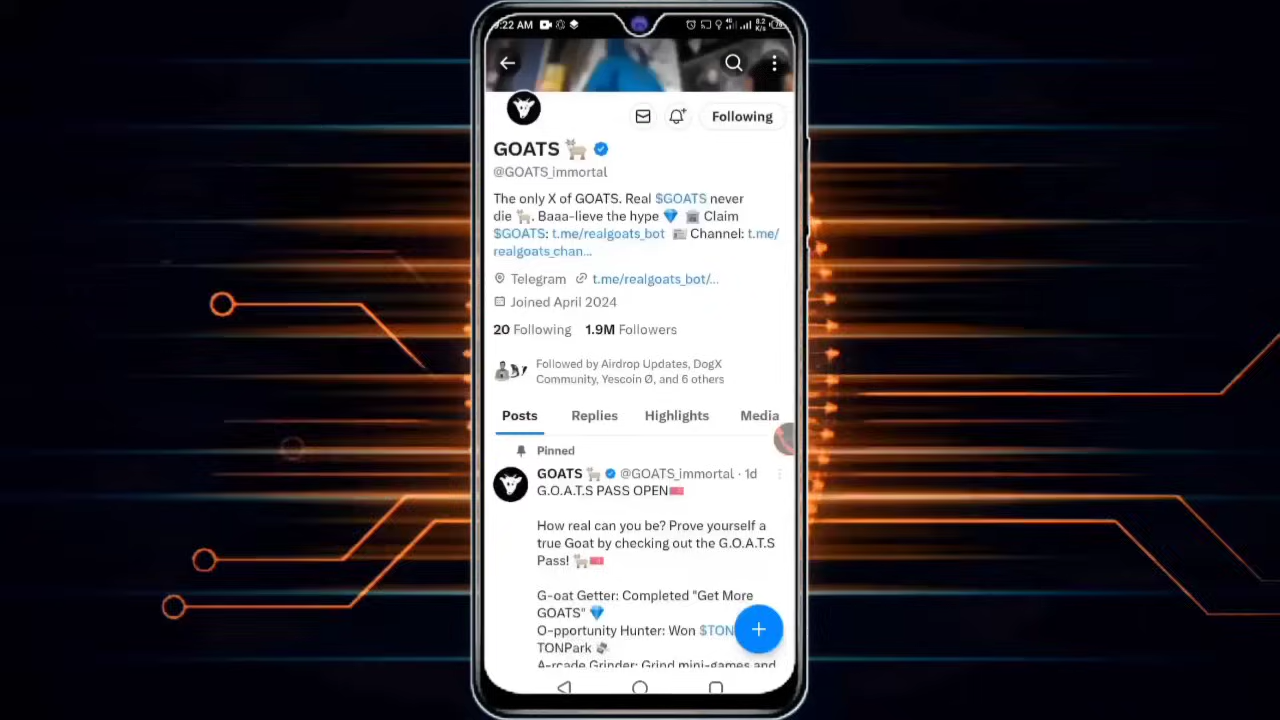 :22 AM
8.2
K/s
Following
GOATS
@GOATS_immortal
The only X of GOATS. Real $GOATS never
die 🐐. Baaa-lieve the hype 💎 Claim
$GOATS: t.me/realgoats_bot 📰 Channel: t.me/
realgoats_chan...
Telegram t.me/realgoats_bot/...
Joined April 2024
20 Following 1.9M Followers
Followed by Airdrop Updates, DogX
Community, Yescoin Ø, and 6 others
Posts Replies Highlights Media
Pinned
GOATS 🐐 @GOATS_immortal · 1d
G.O.A.T.S PASS OPEN
How real can you be? Prove yourself a
true Goat by checking out the G.O.A.T.S
Pass! 🐐
G-oat Getter: Completed "Get More
GOATS" 💎
O-pportunity Hunter: Won $TON
TONPark
A-rcade Grinder: Grind mini-games and